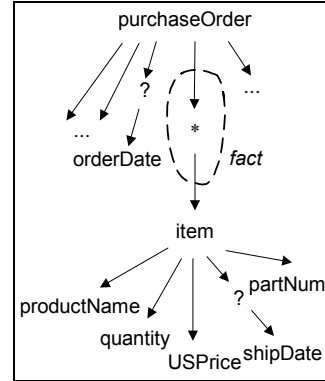 purchaseOrder
?
...
...
*
orderDate
fact
item
partNum
?
productName
quantity
USPrice
shipDate